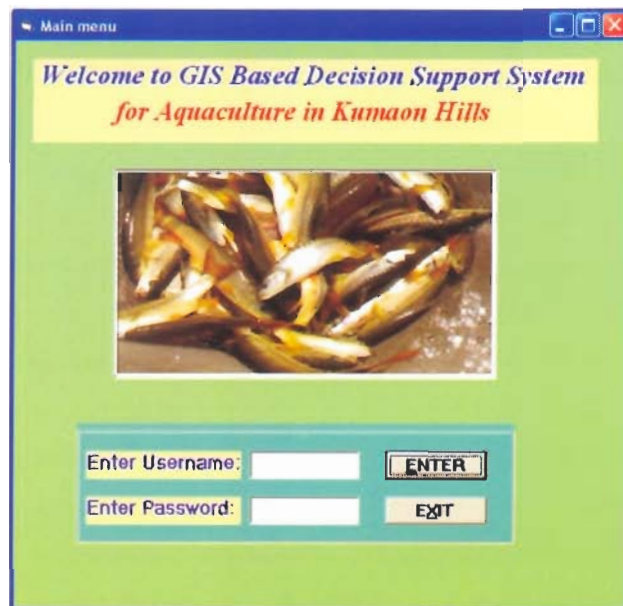 Main menu
Welcome to GIS Based Decision Support System
for Aquaculture in Kumaon Hills
Enter Username:
ENTER
Enter Password:
EXIT